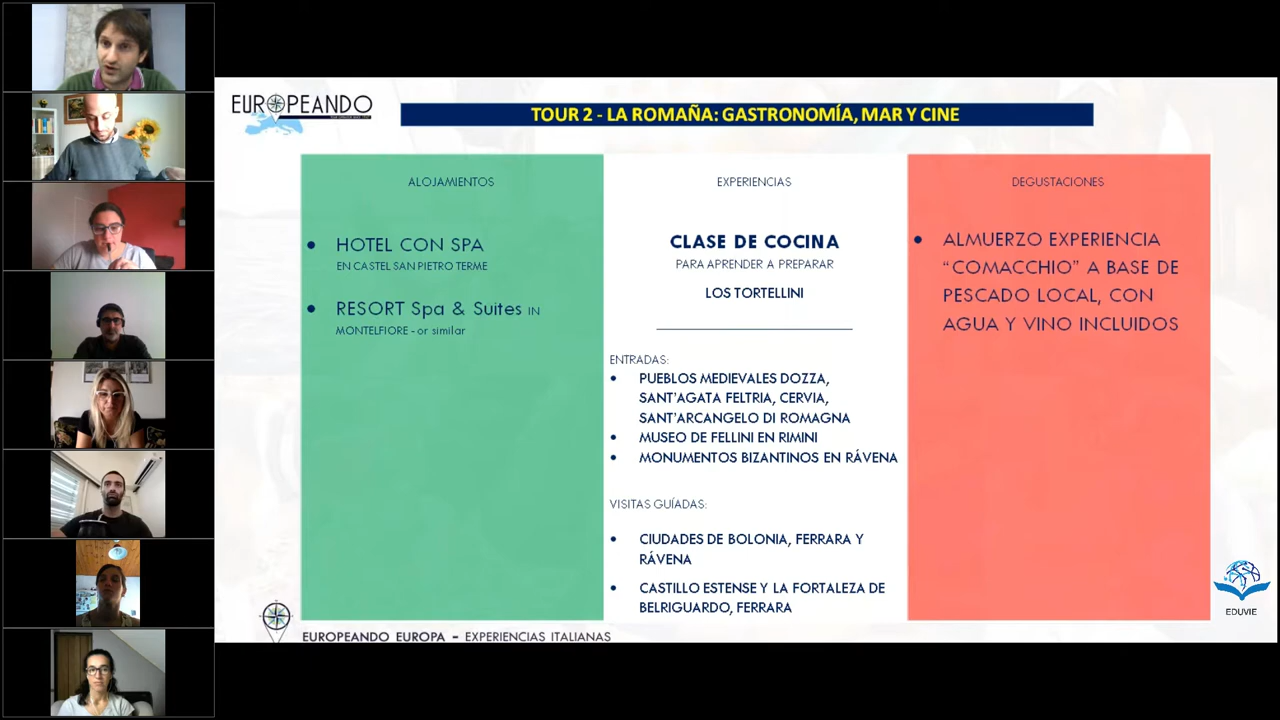 EUROPEANDO
TOUR 2 - LA ROMAÑA: GASTRONOMÍA, MAR Y CINE
ALOJAMIENTOS
• HOTEL CON SPA
EN CASTEL SAN PIETRO TERME
• RESORT Spa & Suites IN
MONTELFIORE - or similar
EXPERIENCIAS
CLASE DE COCINA
PARA APRENDER A PREPARAR
LOS TORTELLINI
ENTRADAS:
• PUEBLOS MEDIEVALES DOZZA,
SANT'AGATA FELTRIA, CERVIA,
SANT'ARCANGELO DI ROMAGNA
• MUSEO DE FELLINI EN RIMINI
• MONUMENTOS BIZANTINOS EN RÁVENA
VISITAS GUÍADAS:
• CIUDADES DE BOLONIA, FERRARA Y
RÁVENA
• CASTILLO ESTENSE Y LA FORTALEZA DE
BELRIGUARDO, FERRARA
DEGUSTACIONES
• ALMUERZO EXPERIENCIA
“COMACCHIO” A BASE DE
PESCADO LOCAL, CON
AGUA Y VINO INCLUIDOS
EDUVIE
EUROPEANDO EUROPA – EXPERIENCIAS ITALIANAS